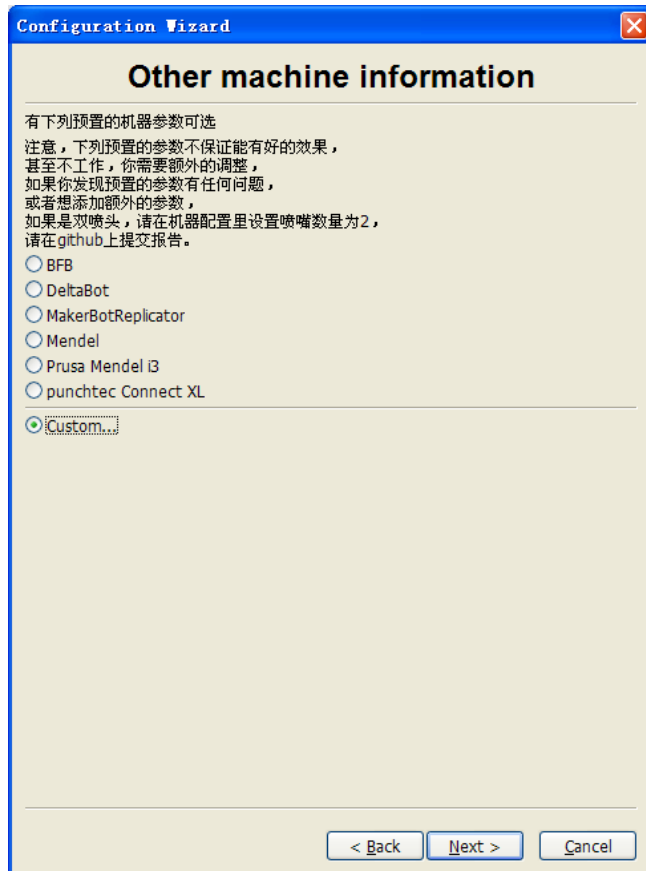 Configuration Wizard
Other machine information
有下列预置的机器参数可选
注意，下列预置的参数不保证能有好的效果，
甚至不工作，你需要额外的调整，
如果你发现预置的参数有任何问题，
或者想添加额外的参数，
如果是双喷头，请在机器配置里设置喷嘴数量为2，
请在github上提交报告。
BFB
DeltaBot
MakerBotReplicator
Mendel
Prusa Mendel i3
punchtec Connect XL
Custom...
< Back Next > Cancel